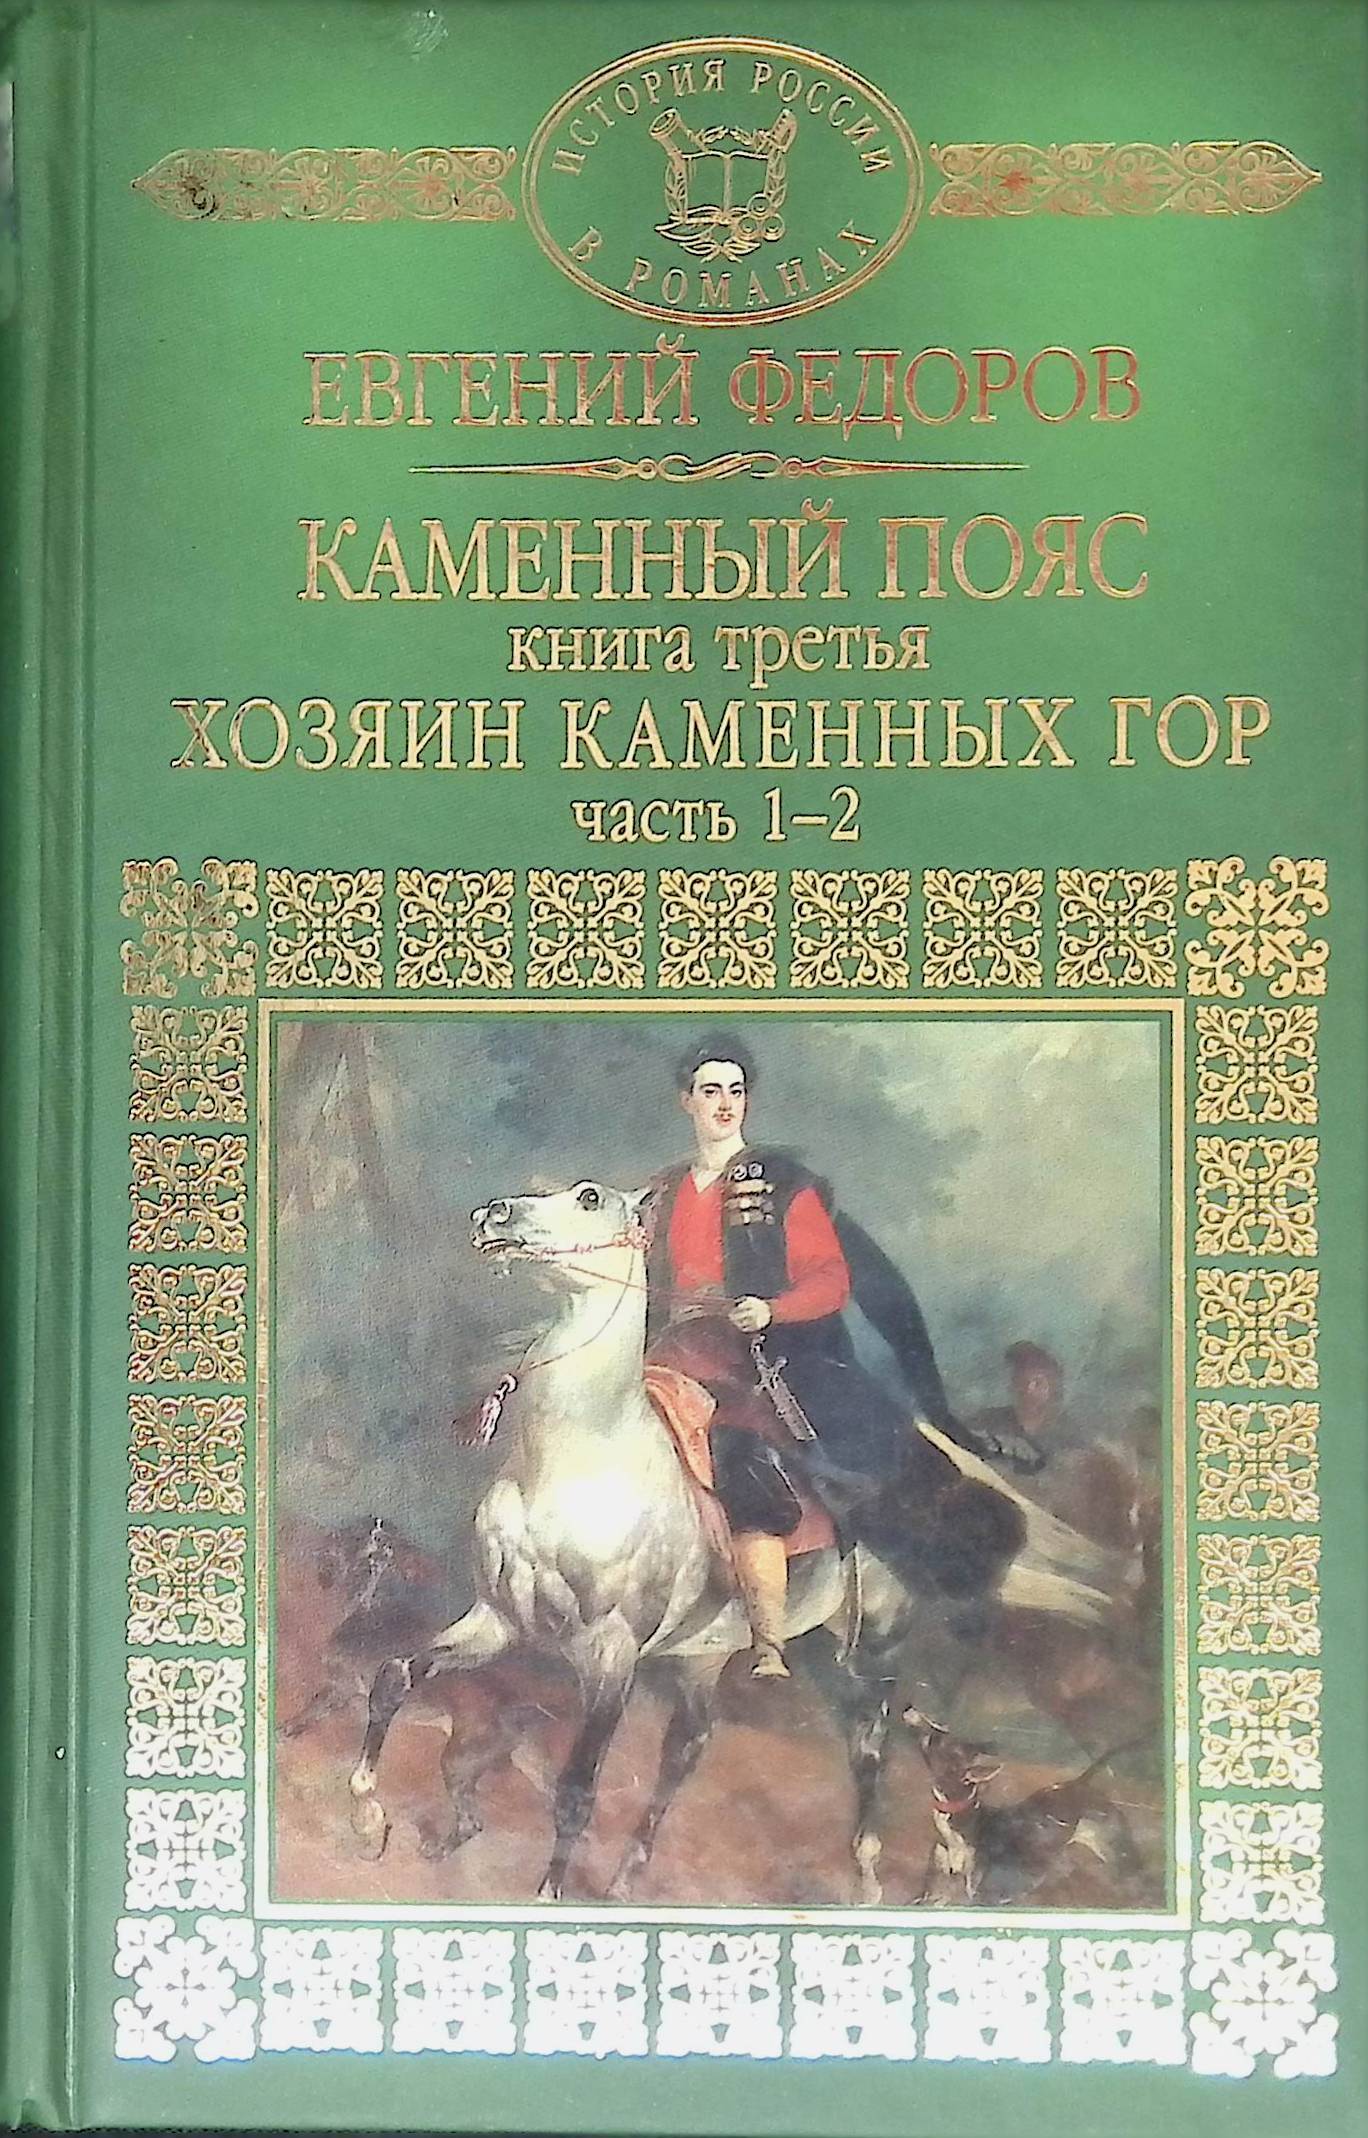 ИСТОРИЯ РОССИИ
В РОМАНАХ
ЕВГЕНИЙ ФЕДОРОВ
КАМЕННЫЙ ПОЯС
книга третья
ХОЗЯИН КАМЕННЫХ ГОР
часть 1–2